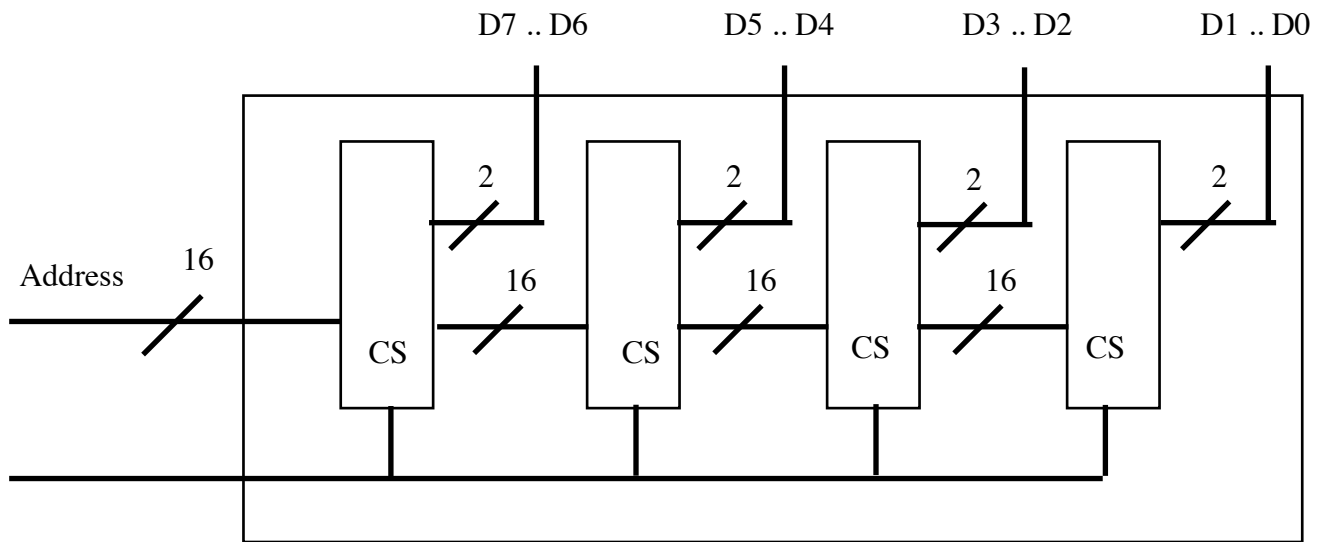 D7 .. D6 D5 .. D4 D3 .. D2 D1 .. D0
2 2 2 2
Address 16 16 16 16
CS CS CS CS